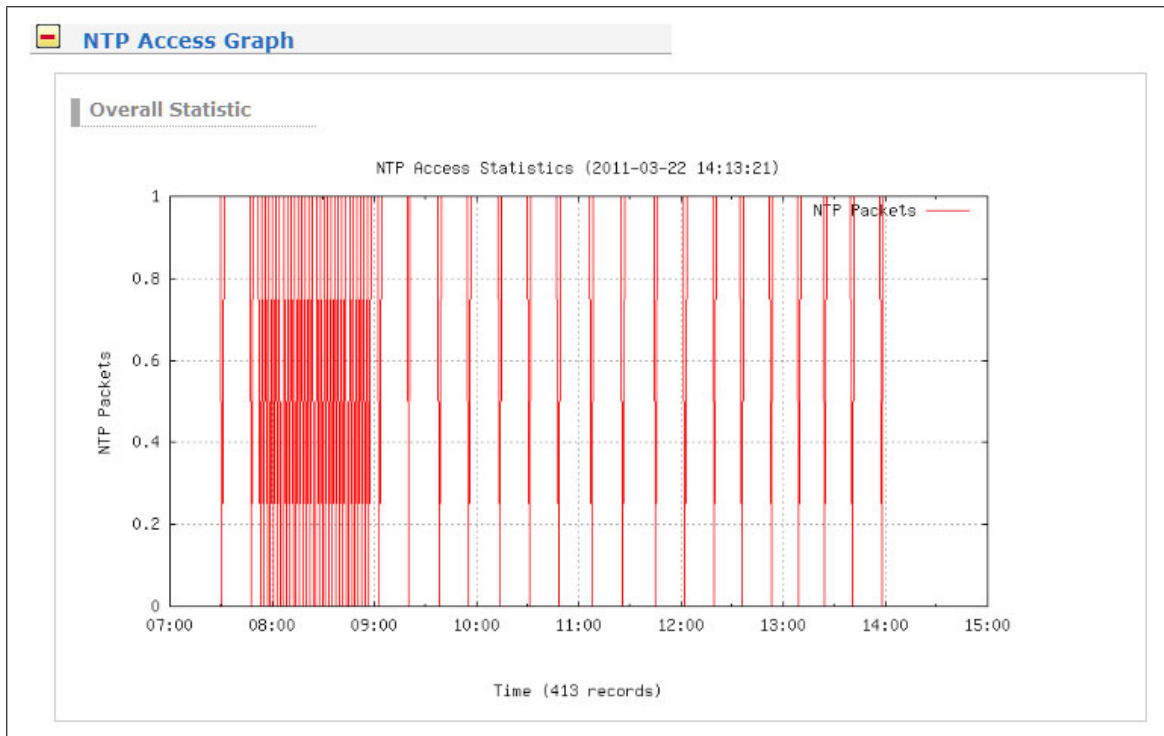 NTP Access Graph
Overall Statistic
NTP Access Statistics (2011-03-22 14:13:21)
NTP Packets
1
0.8
0.6
0.4
0.2
0
NTP Packets
07:00 08:00 09:00 10:00 11:00 12:00 13:00 14:00 15:00
Time (413 records)